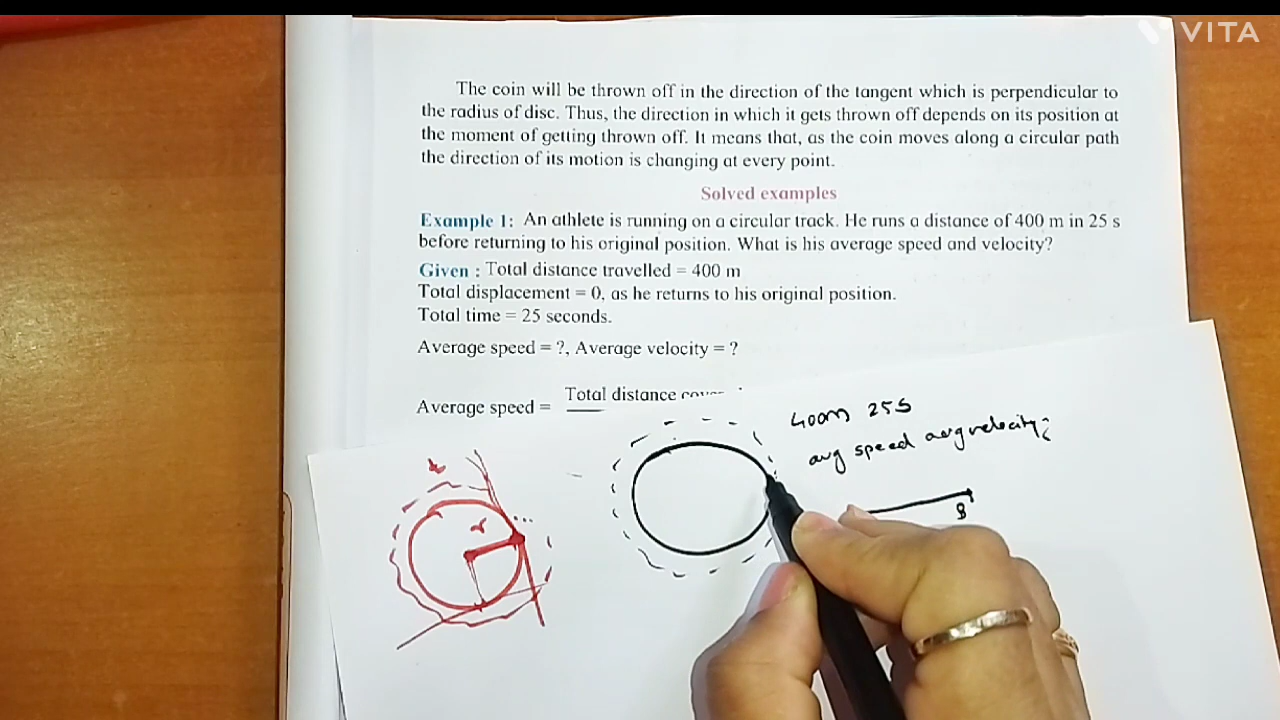 VITA
The coin will be thrown off in the direction of the tangent which is perpendicular to
the radius of disc. Thus, the direction in which it gets thrown off depends on its position at
the moment of getting thrown off. It means that, as the coin moves along a circular path
the direction of its motion is changing at every point.
Solved examples
Example 1: An athlete is running on a circular track. He runs a distance of 400 m in 25 s
before returning to his original position. What is his average speed and velocity?
Given : Total distance travelled = 400 m
Total displacement = 0, as he returns to his original position.
Total time = 25 seconds.
Average speed = ?, Average velocity = ?
Total distance
Average speed =
400m 25S
avg speed avg velocity?
r